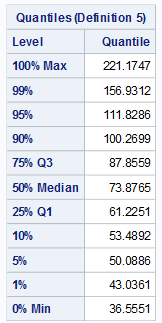 Quantiles (Definition 5)
Level Quantile
100% Max 221.1747
99% 156.9312
95% 111.8286
90% 100.2699
75% Q3 87.8559
50% Median 73.8765
25% Q1 61.2251
10% 53.4892
5% 50.0886
1% 43.0361
0% Min 36.5551